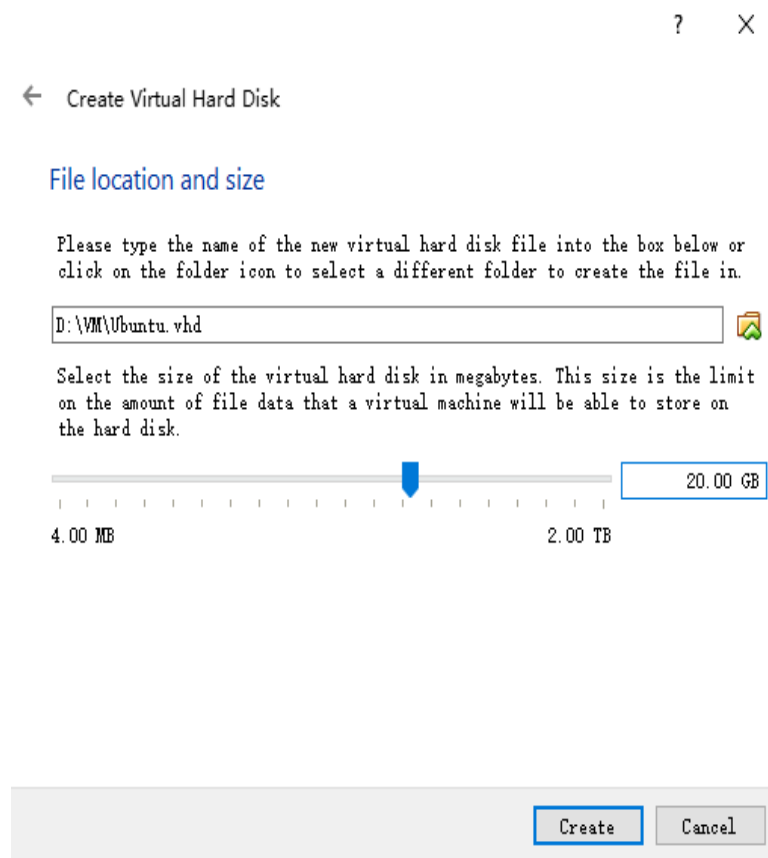 ?
Create Virtual Hard Disk
File location and size
Please type the name of the new virtual hard disk file into the box below or
click on the folder icon to select a different folder to create the file in.
D:\VM\Ubuntu.vhd
Select the size of the virtual hard disk in megabytes. This size is the limit
on the amount of file data that a virtual machine will be able to store on
the hard disk.
20.00 GB
4.00 MB 2.00 TB
Create Cancel